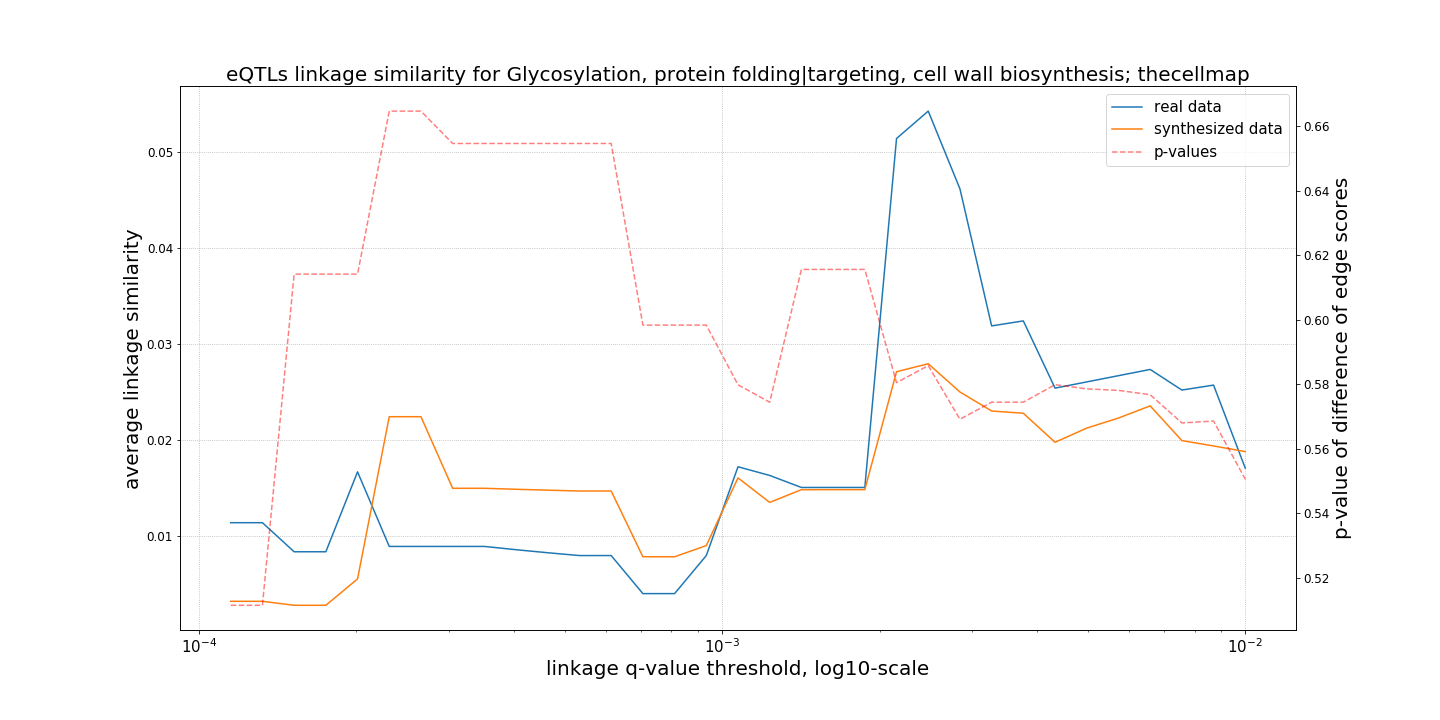 eQTLs linkage similarity for Glycosylation, protein folding|targeting, cell wall biosynthesis; thecellmap
real data
synthesized data
p-values
average linkage similarity
0.05
0.04
0.03
0.02
0.01
0.66
0.64
0.62
0.60
0.58
0.56
0.54
0.52
p-value of difference of edge scores
10⁻⁴
10⁻³
10⁻²
linkage q-value threshold, log10-scale